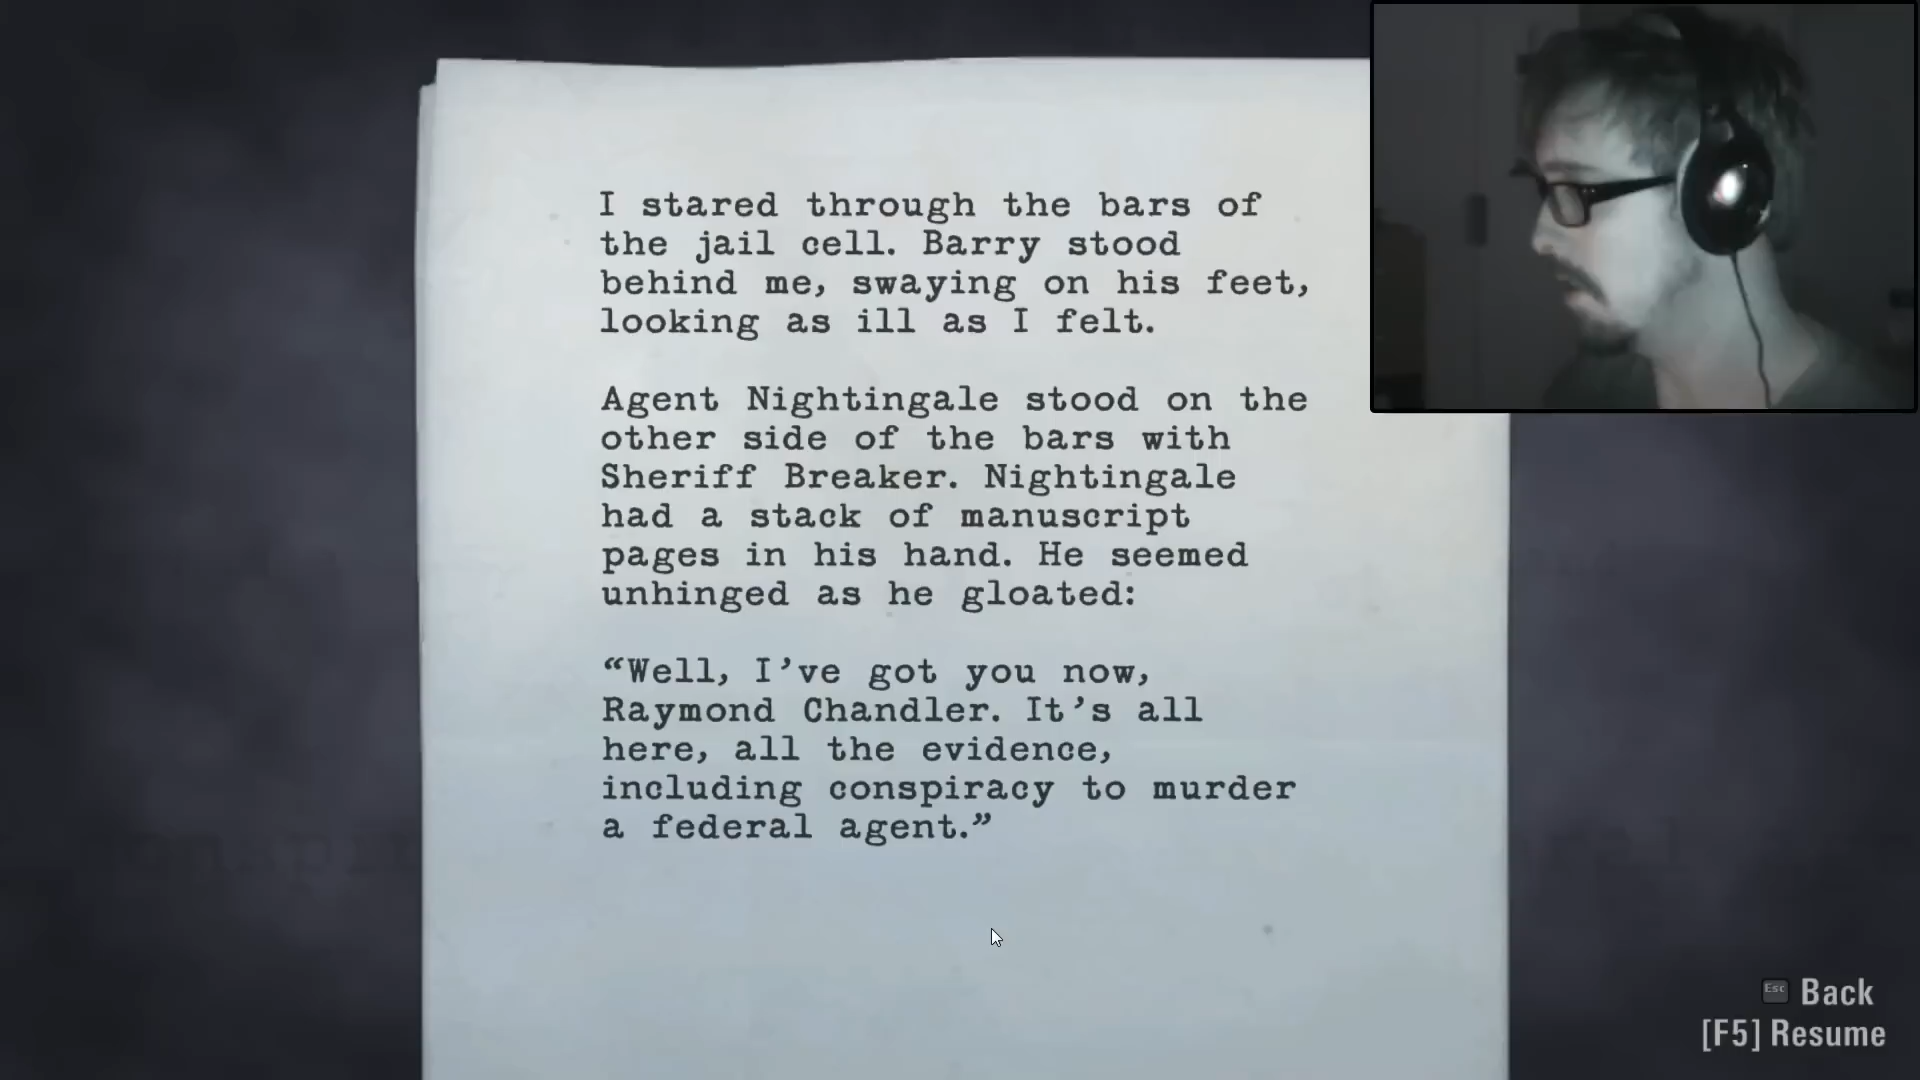 I stared through the bars of
the jail cell. Barry stood
behind me, swaying on his feet,
looking as ill as I felt.
Agent Nightingale stood on the
other side of the bars with
Sheriff Breaker. Nightingale
had a stack of manuscript
pages in his hand. He seemed
unhinged as he gloated:
“Well, I’ve got you now,
Raymond Chandler. It’s all
here, all the evidence,
including conspiracy to murder
a federal agent.”
Esc Back
[F5] Resume